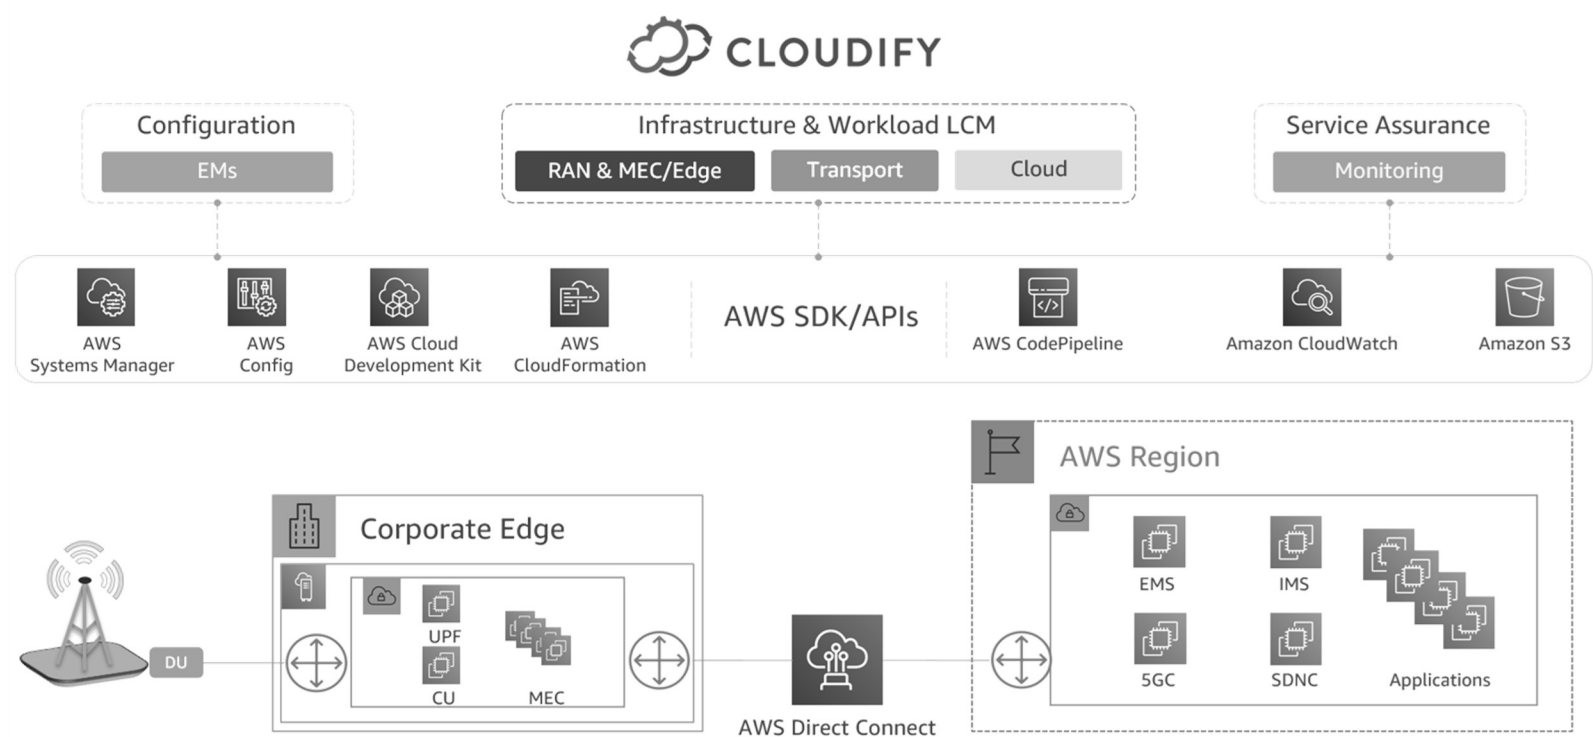 CLOUDIFY
Configuration
EMs
Infrastructure & Workload LCM
RAN & MEC/Edge
Transport
Cloud
Service Assurance
Monitoring
AWS
Systems Manager
AWS
Config
AWS Cloud
Development Kit
AWS
CloudFormation
AWS SDK/APIs
AWS CodePipeline
Amazon CloudWatch
Amazon S3
DU
Corporate Edge
UPF
CU
MEC
AWS Direct Connect
AWS Region
EMS
IMS
5GC
SDNC
Applications